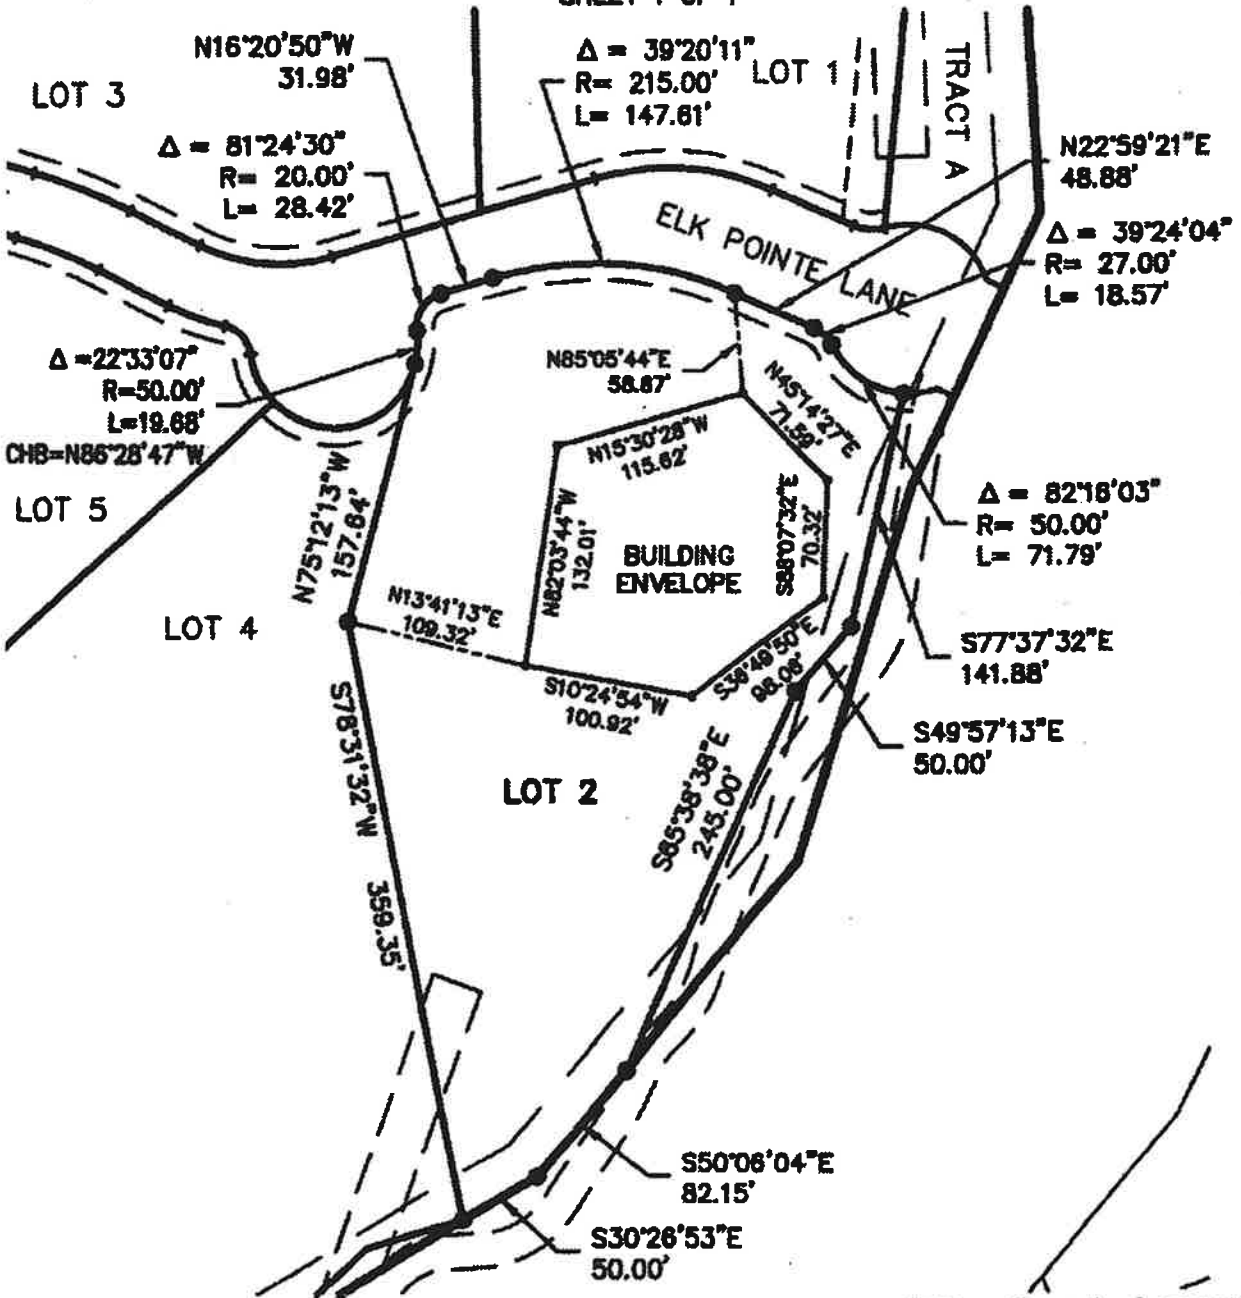 N16°20'50"W
31.98'
Δ = 39°20'11"
R= 215.00'
L= 147.61'
LOT 1
TRACT A
LOT 3
Δ = 81°24'30"
R= 20.00'
L= 28.42'
N22°59'21"E
48.88'
ELK POINTE LANE
Δ = 39°24'04"
R= 27.00'
L= 18.57'
Δ =22°33'07"
R=50.00'
L=19.68'
CHB=N86°28'47"W
N85°05'44"E
58.87'
N45°14'27"E
71.59'
N15°30'28"W
115.62'
LOT 5
N75°12'13"W
157.64'
S88°07'32"E
70.32'
Δ = 82°18'03"
R= 50.00'
L= 71.79'
N82°03'44"W
132.01'
BUILDING
ENVELOPE
N13°41'13"E
109.32'
LOT 4
S77°37'32"E
141.88'
S38°49'50"E
98.08'
S10°24'54"W
100.92'
S78°31'32"W
359.35'
S49°57'13"E
50.00'
LOT 2
S65°38'38"E
245.00'
S50°06'04"E
82.15'
S30°26'53"E
50.00'